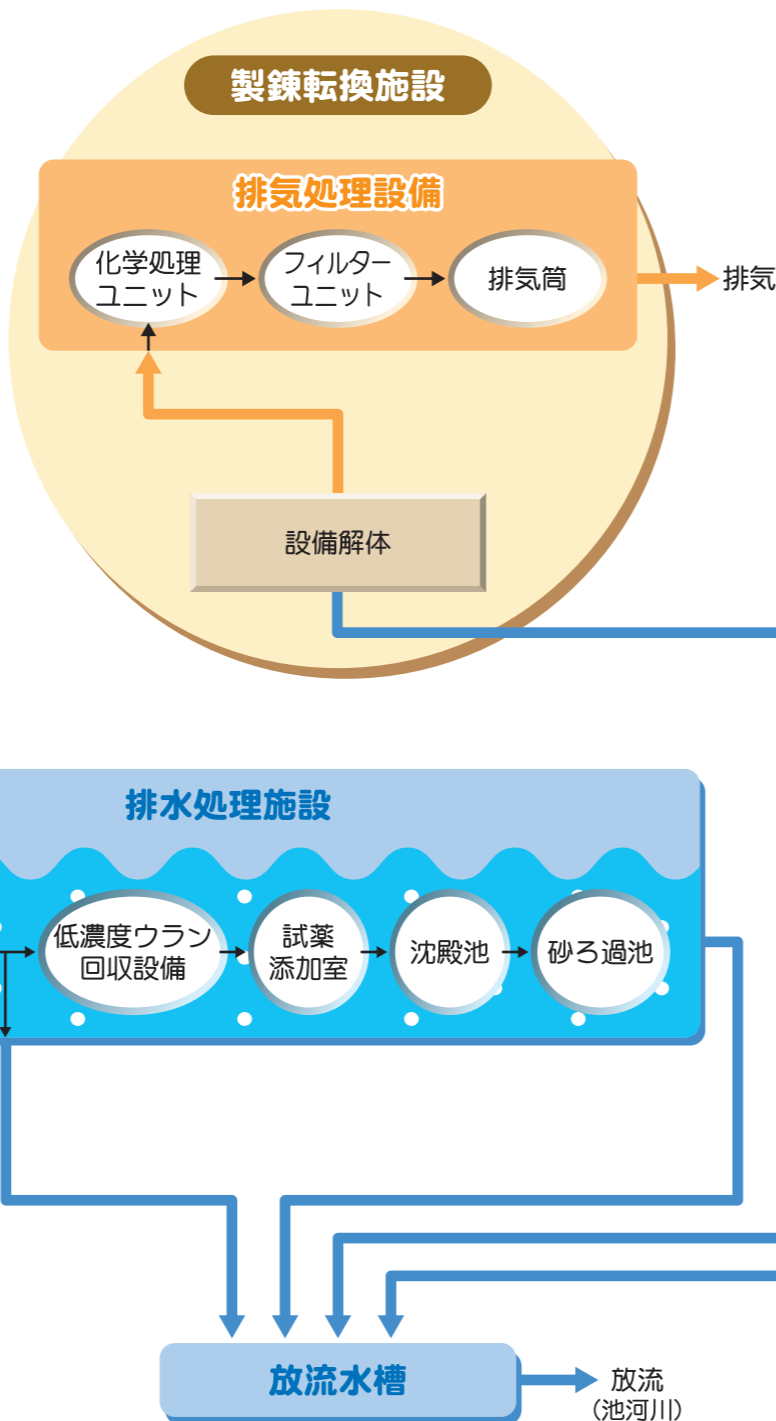 製錬転換施設
排気処理設備
化学処理
ユニット
フィルター
ユニット
排気筒
排気
設備解体
排水処理施設
低濃度ウラン
回収設備
試薬
添加室
沈殿池
砂ろ過池
放流水槽
放流
（池河川）